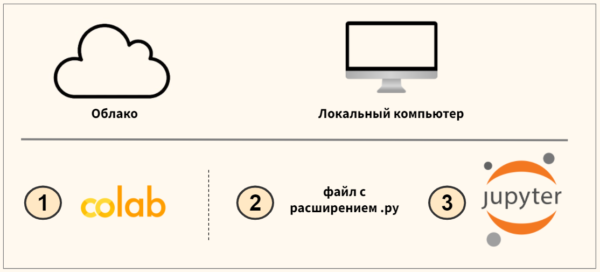 Облако
Локальный компьютер
1
colab
2
файл с
расширением .py
3
jupyter